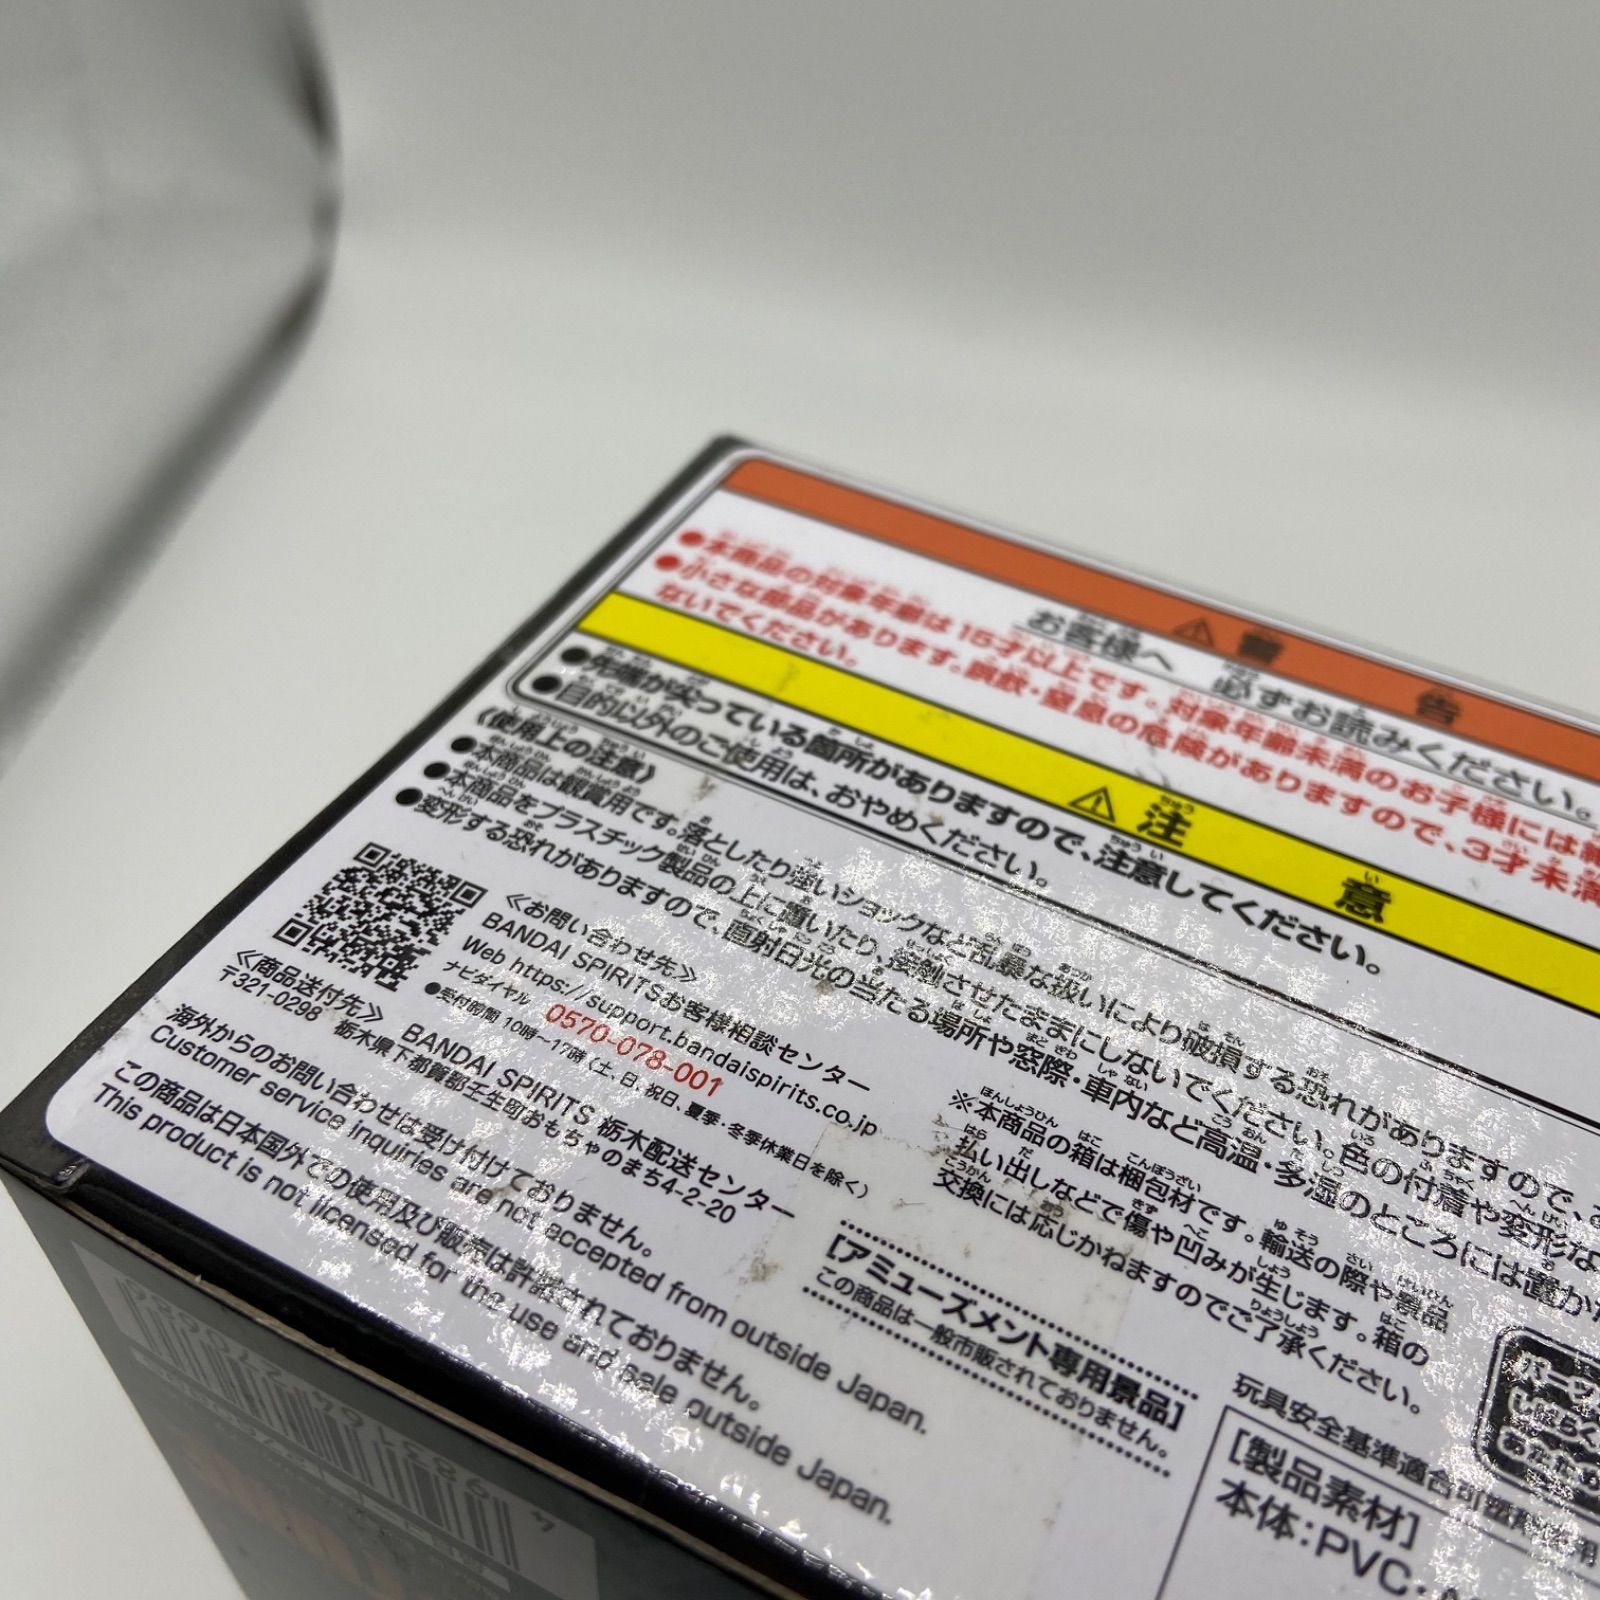 ⚠警告
お客様へ 必ずお読みください。
●本商品の対象年齢は15才以上です。対象年齢未満のお子様には
●小さな部品があります。誤飲・窒息の危険がありますので、3才未満
ないでください。
⚠注意
●先端が尖っている箇所がありますので、注意してください。
●目的以外のご使用は、おやめください。
《使用上の注意》
●本商品は観賞用です。落としたり強いショックなど乱暴な扱いにより破損する恐れがありますので、
●本商品をプラスチック製品の上に置いたり、接触させたままにしないでください。色の付着や変形な
●変形する恐れがありますので、直射日光の当たる場所や窓際・車内など高温・多湿のところには置か
《お問い合わせ先》
BANDAI SPIRITSお客様相談センター
Web https://support.bandaispirits.co.jp
ナビダイヤル 0570-078-001
●受付時間 10時～17時(土、日、祝日、夏季・冬季休業日を除く)
《商品送付先》 BANDAI SPIRITS 栃木配送センター
〒321-0298 栃木県下都賀郡壬生町おもちゃのまち4-2-20
海外からのお問い合わせは受け付けておりません。
Customer service inquiries are not accepted from outside Japan.
この商品は日本国外での使用及び販売は許諾されておりません。
This product is not licensed for the use and sale outside Japan.
※本商品の箱は梱包材です。輸送の際や景品
払い出しなどで傷や凹みが生じます。箱の
交換には応じかねますのでご了承ください。
[アミューズメント専用景品]
この商品は一般市販されておりません。
玩具安全基準適合
[製品素材]
本体:PVC・A